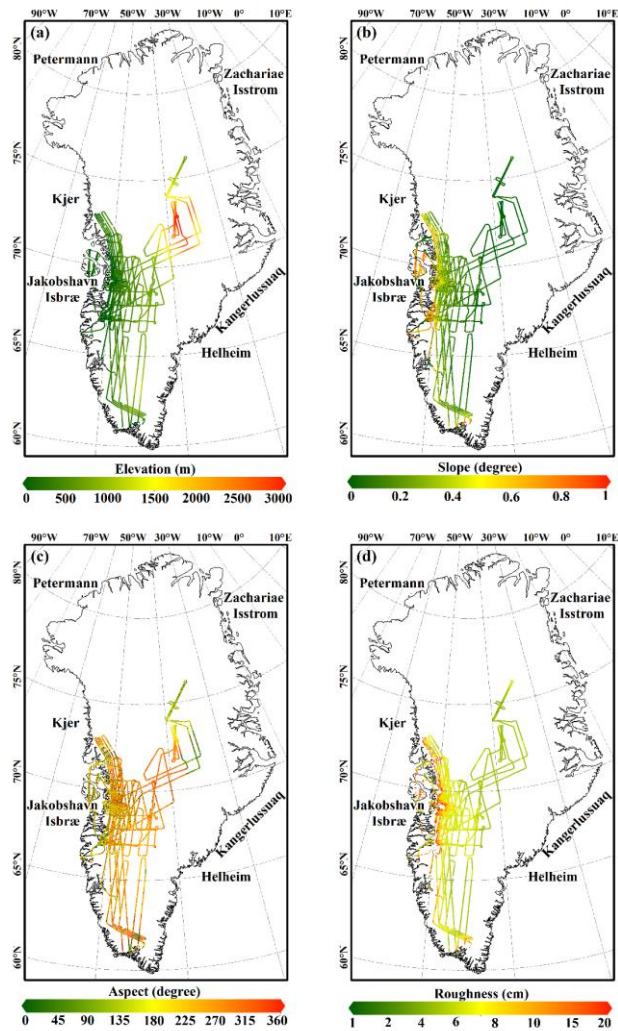 90°W 70°W 50°W 30°W 10°W 0° 10°E
(a)
80°N
Petermann
Zachariae
Isstrom
75°N
Kjer
70°N
Jakobshavn
Isbræ
Kangerlussuaq
65°N
Helheim
60°N
Elevation (m)
0 500 1000 1500 2000 2500 3000
90°W 70°W 50°W 30°W 10°W 0° 10°E
(b)
80°N
Petermann
Zachariae
Isstrom
75°N
Kjer
70°N
Jakobshavn
Isbræ
Kangerlussuaq
65°N
Helheim
60°N
Slope (degree)
0 0.2 0.4 0.6 0.8 1
90°W 70°W 50°W 30°W 10°W 0° 10°E
(c)
80°N
Petermann
Zachariae
Isstrom
75°N
Kjer
70°N
Jakobshavn
Isbræ
Kangerlussuaq
65°N
Helheim
60°N
Aspect (degree)
0 45 90 135 180 225 270 315 360
90°W 70°W 50°W 30°W 10°W 0° 10°E
(d)
80°N
Petermann
Zachariae
Isstrom
75°N
Kjer
70°N
Jakobshavn
Isbræ
Kangerlussuaq
65°N
Helheim
60°N
Roughness (cm)
1 2 4 6 8 10 15 20